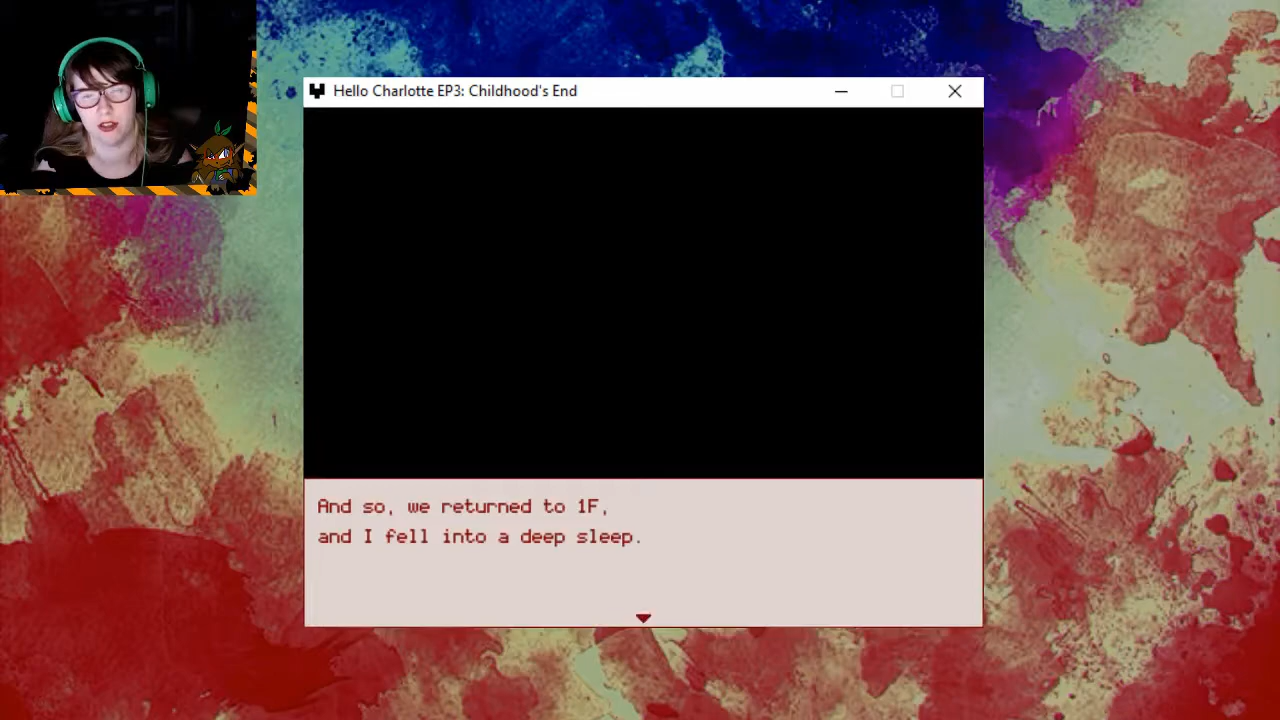 Hello Charlotte EP3: Childhood's End
And so, we returned to 1F,
and I fell into a deep sleep.